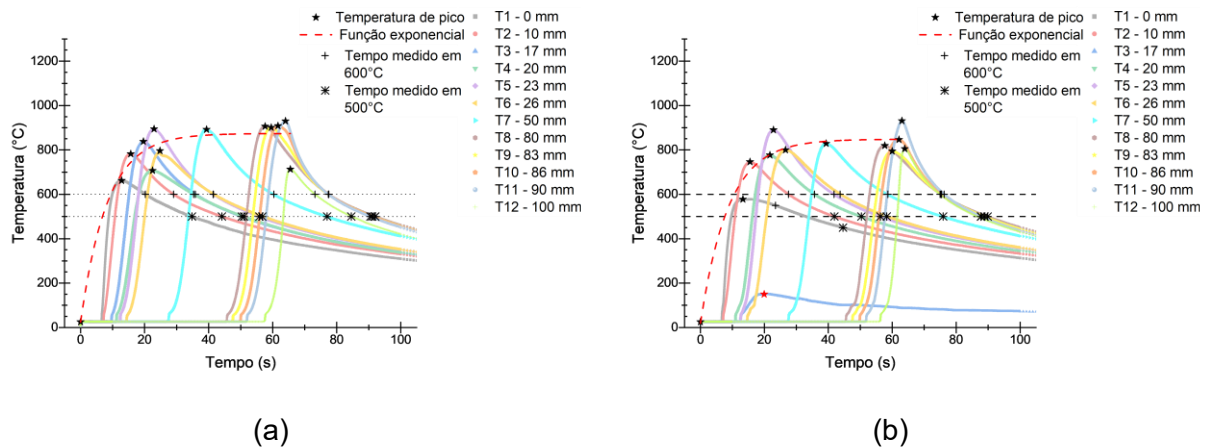 Temperatura de pico
Função exponencial
Tempo medido em
600°C
Tempo medido em
500°C
T1 - 0 mm
T2 - 10 mm
T3 - 17 mm
T4 - 20 mm
T5 - 23 mm
T6 - 26 mm
T7 - 50 mm
T8 - 80 mm
T9 - 83 mm
T10 - 86 mm
T11 - 90 mm
T12 - 100 mm
Temperatura (°C)
1200
1000
800
600
400
200
0
0 20 40 60 80 100
Tempo (s)
(a)
Temperatura de pico
Função exponencial
Tempo medido em
600°C
Tempo medido em
500°C
T1 - 0 mm
T2 - 10 mm
T3 - 17 mm
T4 - 20 mm
T5 - 23 mm
T6 - 26 mm
T7 - 50 mm
T8 - 80 mm
T9 - 83 mm
T10 - 86 mm
T11 - 90 mm
T12 - 100 mm
Temperatura (°C)
1200
1000
800
600
400
200
0
0 20 40 60 80 100
Tempo (s)
(b)